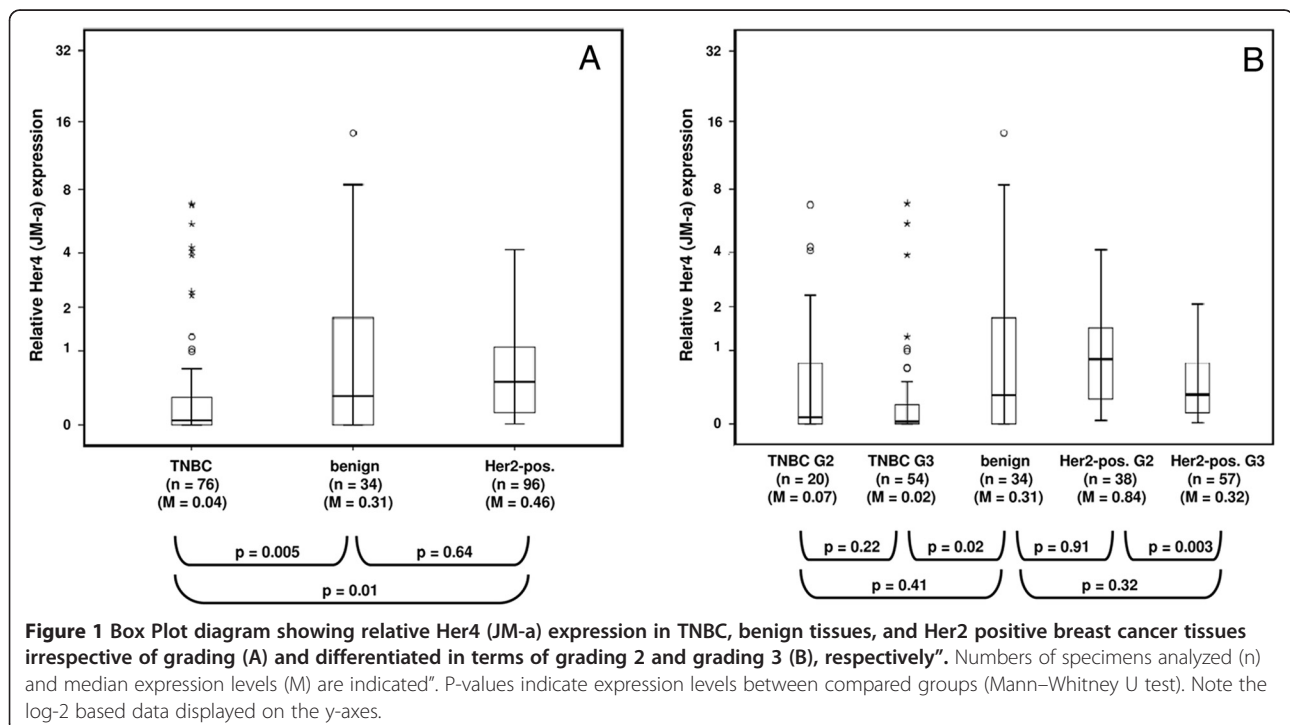 A
Relative Her4 (JM-a) expression
32
16
8
4
2
1
0
TNBC
(n = 76)
(M = 0.04)
benign
(n = 34)
(M = 0.31)
Her2-pos.
(n = 96)
(M = 0.46)
p = 0.005
p = 0.64
p = 0.01
B
Relative Her4 (JM-a) expression
32
16
8
4
2
1
0
TNBC G2
(n = 20)
(M = 0.07)
TNBC G3
(n = 54)
(M = 0.02)
benign
(n = 34)
(M = 0.31)
Her2-pos. G2
(n = 38)
(M = 0.84)
Her2-pos. G3
(n = 57)
(M = 0.32)
p = 0.22
p = 0.02
p = 0.91
p = 0.003
p = 0.41
p = 0.32
Figure 1 Box Plot diagram showing relative Her4 (JM-a) expression in TNBC, benign tissues, and Her2 positive breast cancer tissues
irrespective of grading (A) and differentiated in terms of grading 2 and grading 3 (B), respectively”. Numbers of specimens analyzed (n)
and median expression levels (M) are indicated”. P-values indicate expression levels between compared groups (Mann–Whitney U test). Note the
log-2 based data displayed on the y-axes.